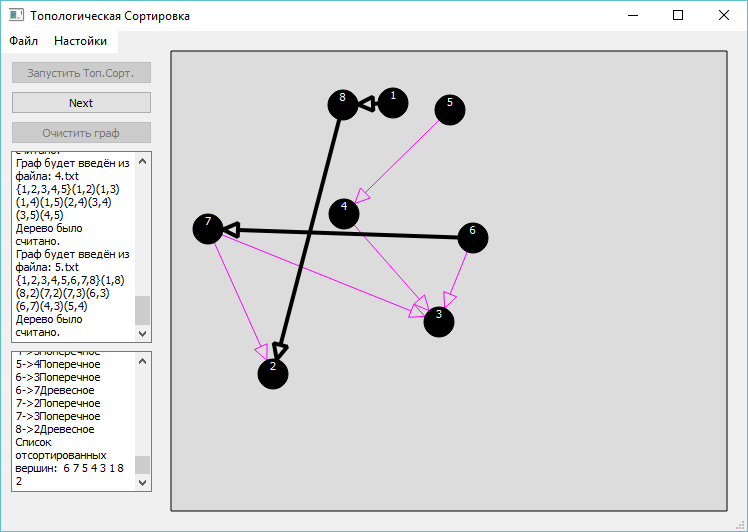 Топологическая Сортировка
Файл Настойки
Запустить Топ.Сорт.
Next
Очистить граф
считано.
Граф будет введён из
файла: 4.txt
{1,2,3,4,5}(1,2)(1,3)
(1,4)(1,5)(2,4)(3,4)
(3,5)(4,5)
Дерево было
считано.
Граф будет введён из
файла: 5.txt
{1,2,3,4,5,6,7,8}(1,8)
(8,2)(7,2)(7,3)(6,3)
(6,7)(4,3)(5,4)
Дерево было
считано.
4->3Поперечное
5->4Поперечное
6->3Поперечное
6->7Древесное
7->2Поперечное
7->3Поперечное
8->2Древесное
Список
отсортированных
вершин: 6 7 5 4 3 1 8
2
8
1
5
4
7
6
3
2